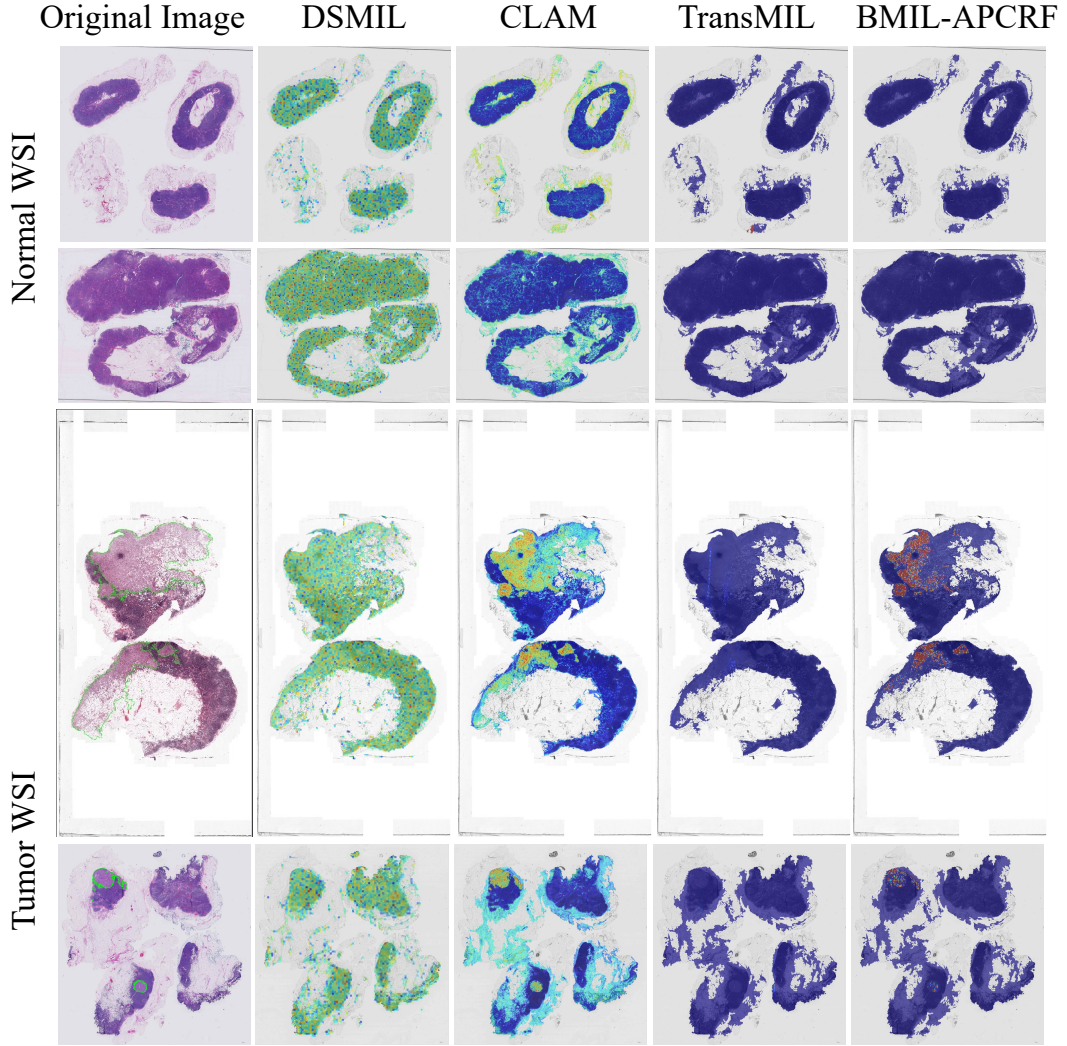 Original Image
DSMIL
CLAM
TransMIL
BMIL-APCRF
Normal WSI
Tumor WSI